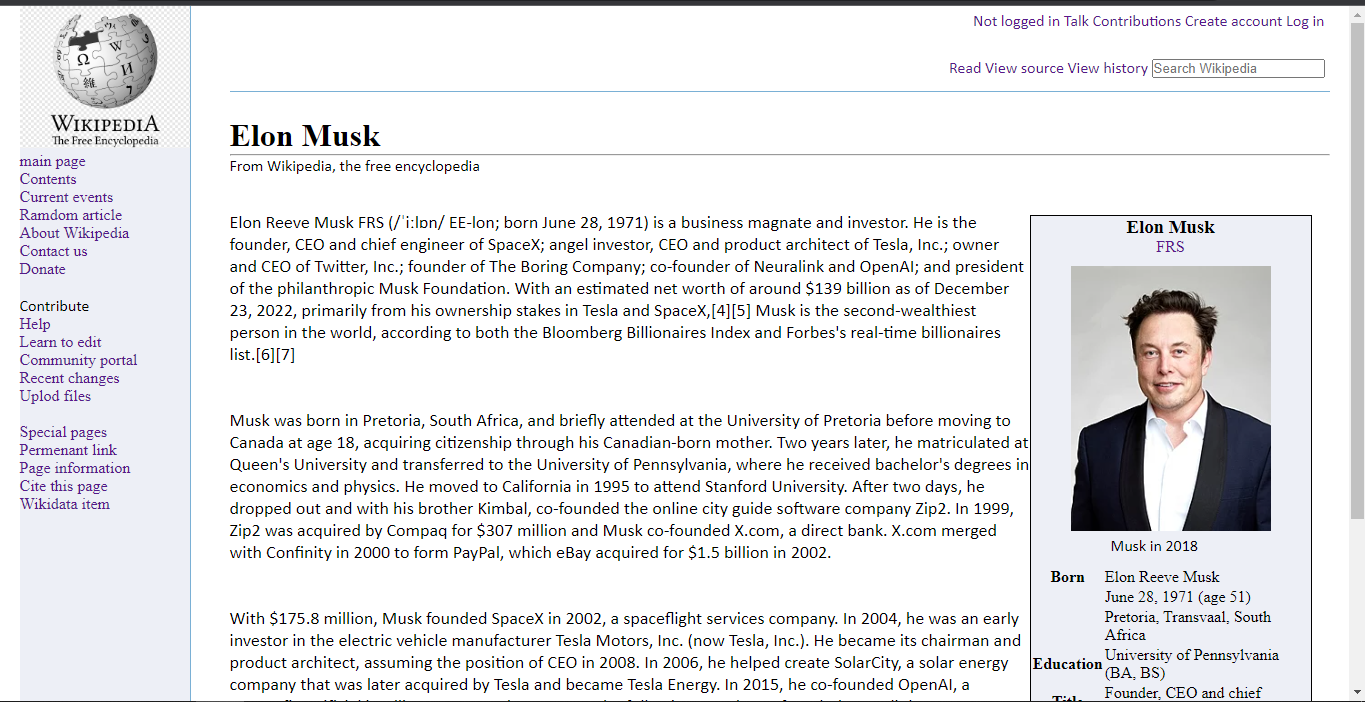 Not logged in Talk Contributions Create account Log in
Read View source View history Search Wikipedia
WIKIPEDIA
The Free Encyclopedia
main page
Contents
Current events
Ramdom article
About Wikipedia
Contact us
Donate
Contribute
Help
Learn to edit
Community portal
Recent changes
Uplod files
Special pages
Permenant link
Page information
Cite this page
Wikidata item
Elon Musk
From Wikipedia, the free encyclopedia
Elon Reeve Musk FRS (/ˈiːlɒn/ EE-lon; born June 28, 1971) is a business magnate and investor. He is the
founder, CEO and chief engineer of SpaceX; angel investor, CEO and product architect of Tesla, Inc.; owner
and CEO of Twitter, Inc.; founder of The Boring Company; co-founder of Neuralink and OpenAI; and president
of the philanthropic Musk Foundation. With an estimated net worth of around $139 billion as of December
23, 2022, primarily from his ownership stakes in Tesla and SpaceX,[4][5] Musk is the second-wealthiest
person in the world, according to both the Bloomberg Billionaires Index and Forbes's real-time billionaires
list.[6][7]
Musk was born in Pretoria, South Africa, and briefly attended at the University of Pretoria before moving to
Canada at age 18, acquiring citizenship through his Canadian-born mother. Two years later, he matriculated at
Queen's University and transferred to the University of Pennsylvania, where he received bachelor's degrees in
economics and physics. He moved to California in 1995 to attend Stanford University. After two days, he
dropped out and with his brother Kimbal, co-founded the online city guide software company Zip2. In 1999,
Zip2 was acquired by Compaq for $307 million and Musk co-founded X.com, a direct bank. X.com merged
with Confinity in 2000 to form PayPal, which eBay acquired for $1.5 billion in 2002.
With $175.8 million, Musk founded SpaceX in 2002, a spaceflight services company. In 2004, he was an early
investor in the electric vehicle manufacturer Tesla Motors, Inc. (now Tesla, Inc.). He became its chairman and
product architect, assuming the position of CEO in 2008. In 2006, he helped create SolarCity, a solar energy
company that was later acquired by Tesla and became Tesla Energy. In 2015, he co-founded OpenAI, a
Elon Musk
FRS
Musk in 2018
Born Elon Reeve Musk
June 28, 1971 (age 51)
Pretoria, Transvaal, South
Africa
Education University of Pennsylvania
(BA, BS)
Title Founder, CEO and chief